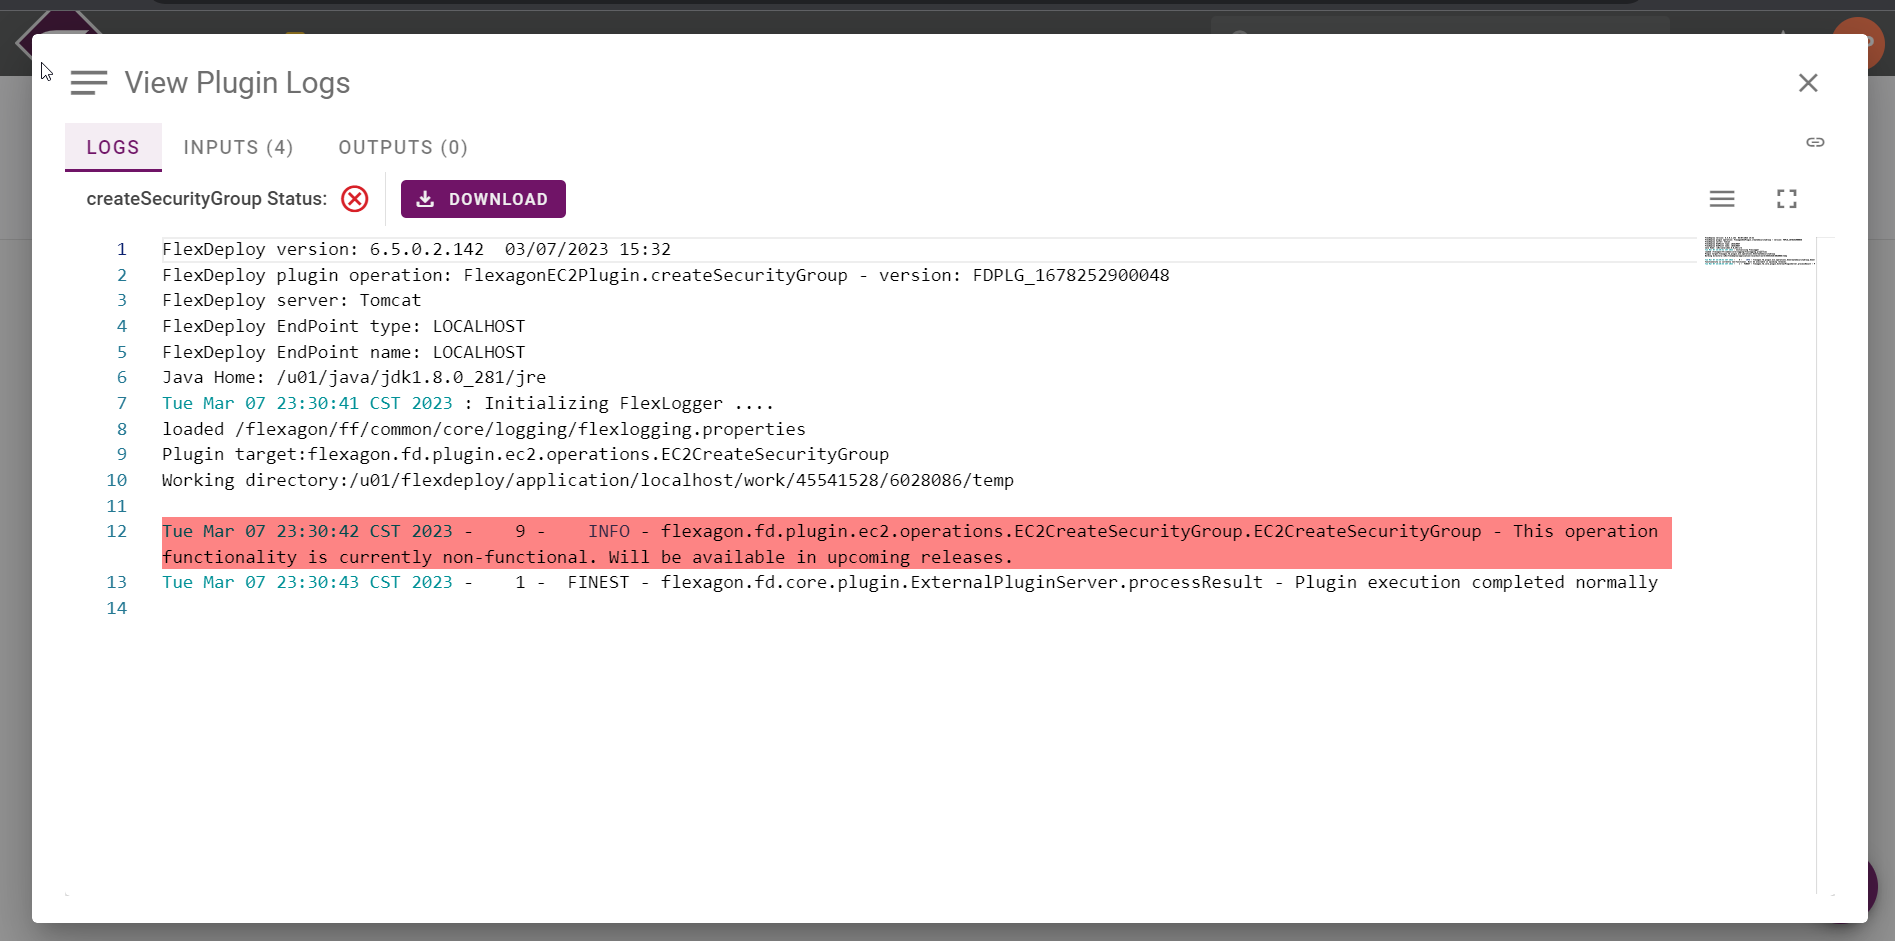 View Plugin Logs
LOGS INPUTS (4) OUTPUTS (0)
createSecurityGroup Status: DOWNLOAD
1 FlexDeploy version: 6.5.0.2.142  03/07/2023 15:32
2 FlexDeploy plugin operation: FlexagonEC2Plugin.createSecurityGroup - version: FDPLG_1678252900048
3 FlexDeploy server: Tomcat
4 FlexDeploy EndPoint type: LOCALHOST
5 FlexDeploy EndPoint name: LOCALHOST
6 Java Home: /u01/java/jdk1.8.0_281/jre
7 Tue Mar 07 23:30:41 CST 2023 : Initializing FlexLogger ....
8 loaded /flexagon/ff/common/core/logging/flexlogging.properties
9 Plugin target:flexagon.fd.plugin.ec2.operations.EC2CreateSecurityGroup
10 Working directory:/u01/flexdeploy/application/localhost/work/45541528/6028086/temp
11
12 Tue Mar 07 23:30:42 CST 2023 -    9 -    INFO - flexagon.fd.plugin.ec2.operations.EC2CreateSecurityGroup.EC2CreateSecurityGroup - This operation
functionality is currently non-functional. Will be available in upcoming releases.
13 Tue Mar 07 23:30:43 CST 2023 -    1 -  FINEST - flexagon.fd.core.plugin.ExternalPluginServer.processResult - Plugin execution completed normally
14